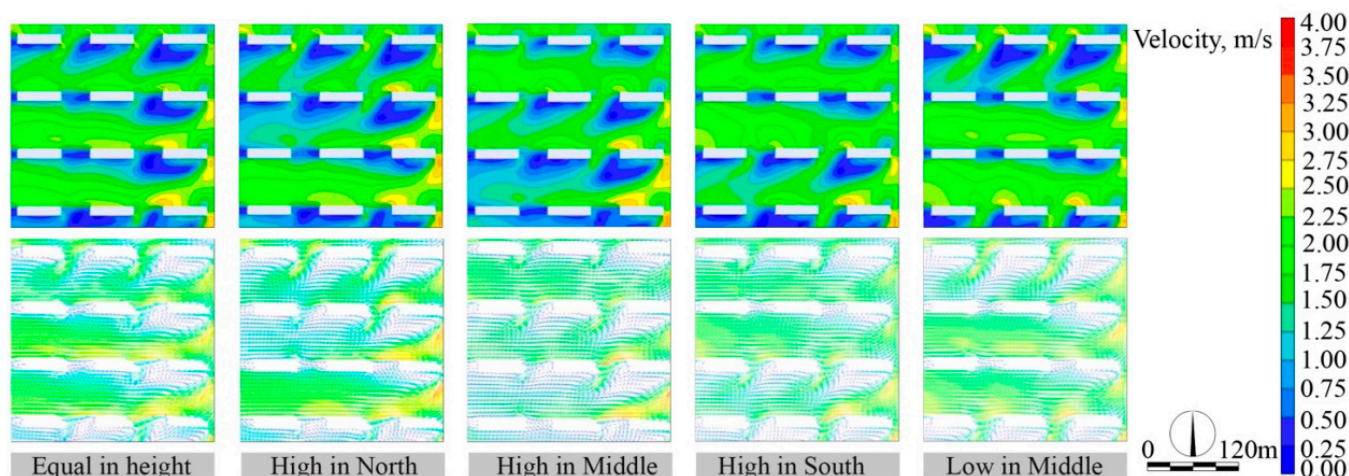 Velocity, m/s
4.00
3.75
3.50
3.25
3.00
2.75
2.50
2.25
2.00
1.75
1.50
1.25
1.00
0.75
0.50
0.25
0.00
0 120m
Equal in height
High in North
High in Middle
High in South
Low in Middle